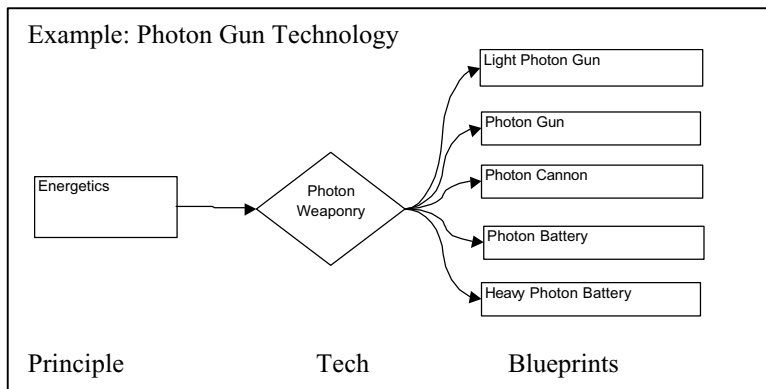 Example: Photon Gun Technology
Light Photon Gun
Photon Gun
Energetics
Photon
Weaponry
Photon Cannon
Photon Battery
Heavy Photon Battery
Principle
Tech
Blueprints